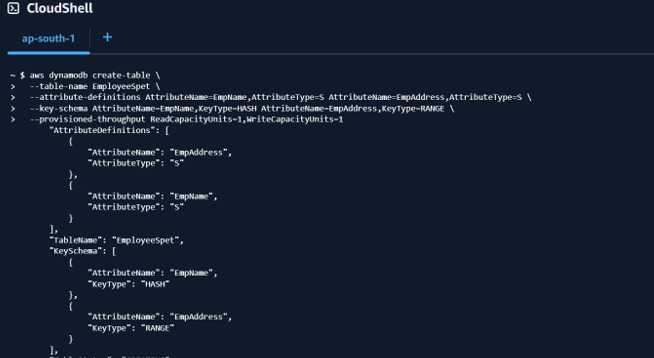 CloudShell
ap-south-1 +
~ $ aws dynamodb create-table \
>   --table-name EmployeeSpet \
>   --attribute-definitions AttributeName=EmpName,AttributeType=S AttributeName=EmpAddress,AttributeType=S \
>   --key-schema AttributeName=EmpName,KeyType=HASH AttributeName=EmpAddress,KeyType=RANGE \
>   --provisioned-throughput ReadCapacityUnits=1,WriteCapacityUnits=1
"AttributeDefinitions": [
{
"AttributeName": "EmpAddress",
"AttributeType": "S"
},
{
"AttributeName": "EmpName",
"AttributeType": "S"
}
],
"TableName": "EmployeeSpet",
"KeySchema": [
{
"AttributeName": "EmpName",
"KeyType": "HASH"
},
{
"AttributeName": "EmpAddress",
"KeyType": "RANGE"
}
],